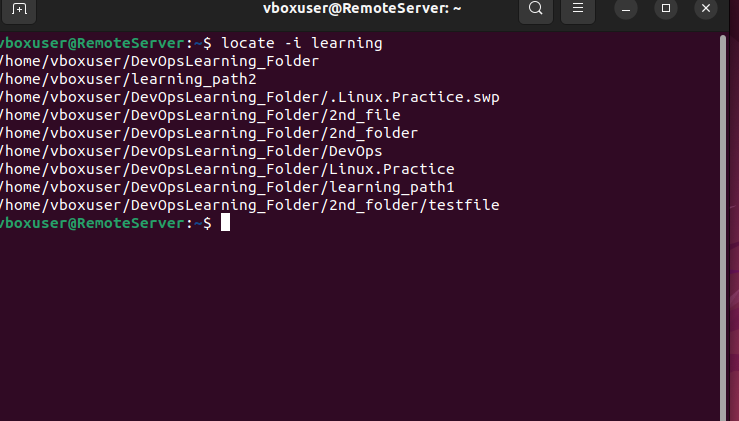 vboxuser@RemoteServer: ~
vboxuser@RemoteServer:~$ locate -i learning
/home/vboxuser/DevOpsLearning_Folder
/home/vboxuser/learning_path2
/home/vboxuser/DevOpsLearning_Folder/.Linux.Practice.swp
/home/vboxuser/DevOpsLearning_Folder/2nd_file
/home/vboxuser/DevOpsLearning_Folder/2nd_folder
/home/vboxuser/DevOpsLearning_Folder/DevOps
/home/vboxuser/DevOpsLearning_Folder/Linux.Practice
/home/vboxuser/DevOpsLearning_Folder/learning_path1
/home/vboxuser/DevOpsLearning_Folder/2nd_folder/testfile
vboxuser@RemoteServer:~$